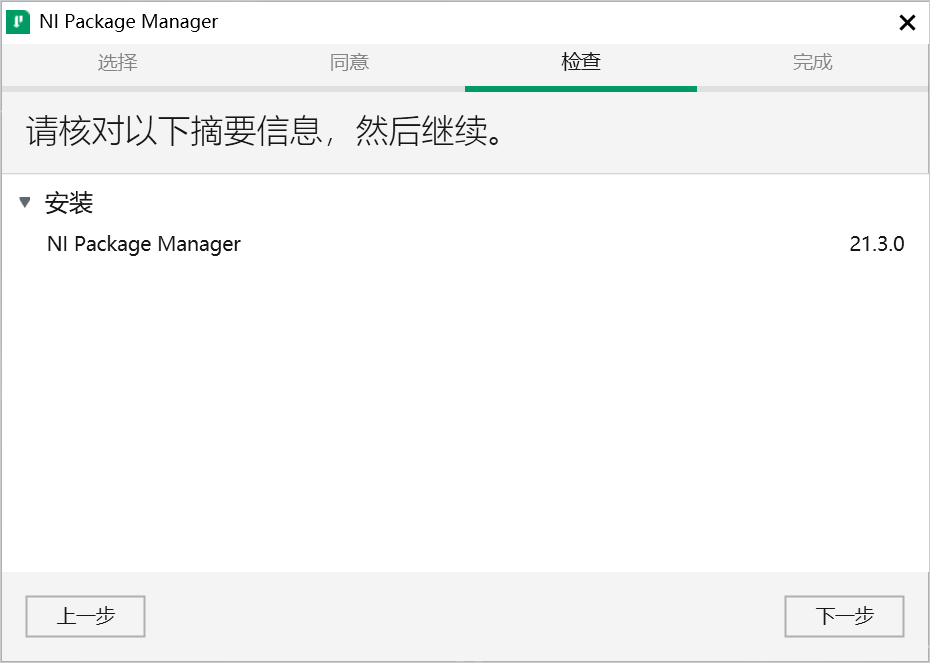 NI Package Manager
选择 同意 检查 完成
请核对以下摘要信息，然后继续。
安装
NI Package Manager 21.3.0
上一步 下一步